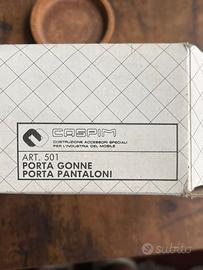 CASPIM
COSTRUZIONE ACCESSORI SPECIALI
PER L'INDUSTRIA DEL MOBILE
ART. 501
PORTA GONNE
PORTA PANTALONI
subito